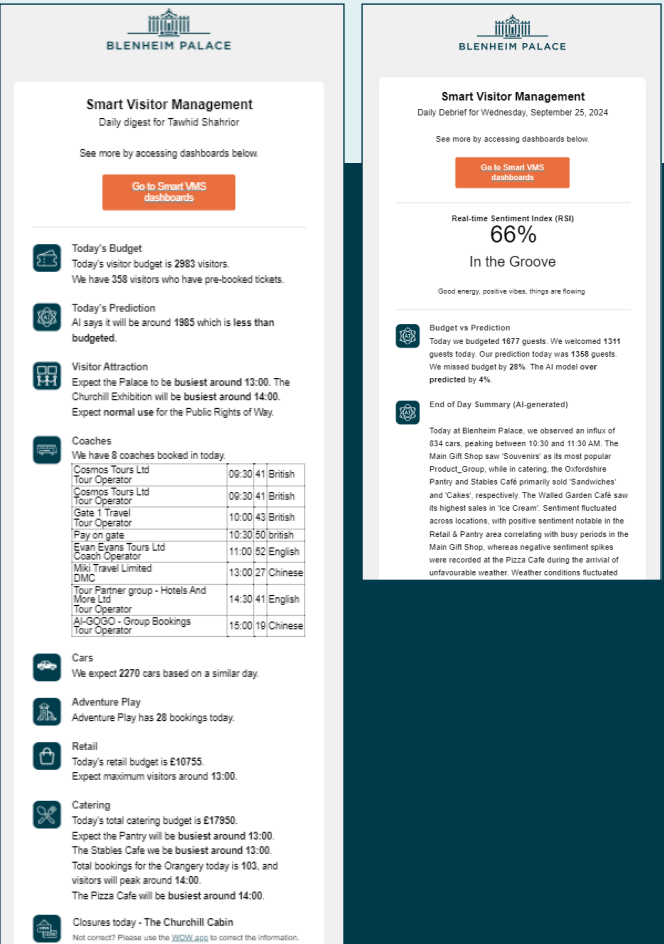 BLENHEIM PALACE
Smart Visitor Management
Daily digest for Tawhid Shahrior
See more by accessing dashboards below.
Go to Smart VMS
dashboards
Today's Budget
Today's visitor budget is 2983 visitors.
We have 358 visitors who have pre-booked tickets.
Today's Prediction
AI says it will be around 1985 which is less than
budgeted.
Visitor Attraction
Expect the Palace to be busiest around 13:00. The
Churchill Exhibition will be busiest around 14:00.
Expect normal use for the Public Rights of Way.
Coaches
We have 8 coaches booked in today.
Cosmos Tours Ltd
Tour Operator 09:30 41 British
Cosmos Tours Ltd
Tour Operator 09:30 41 British
Gate 1 Travel
Tour Operator 10:00 43 British
Pay on gate 10:30 50 british
Evan Evans Tours Ltd
Coach Operator 11:00 52 English
Miki Travel Limited
DMC 13:00 27 Chinese
Tour Partner group - Hotels And
More Ltd
Tour Operator 14:30 41 English
AI-GOGO - Group Bookings
Tour Operator 15:00 19 Chinese
Cars
We expect 2270 cars based on a similar day.
Adventure Play
Adventure Play has 28 bookings today.
Retail
Today's retail budget is £10755.
Expect maximum visitors around 13:00.
Catering
Today's total catering budget is £17950.
Expect the Pantry will be busiest around 13:00.
The Stables Cafe we be busiest around 13:00.
Total bookings for the Orangery today is 103, and
visitors will peak around 14:00.
The Pizza Cafe will be busiest around 14:00.
Closures today - The Churchill Cabin
Not correct? Please use the WOW app to correct the information.
BLENHEIM PALACE
Smart Visitor Management
Daily Debrief for Wednesday, September 25, 2024
See more by accessing dashboards below.
Go to Smart VMS
dashboards
Real-time Sentiment Index (RSI)
66%
In the Groove
Good energy, positive vibes, things are flowing
AI
Budget vs Prediction
Today we budgeted 1677 guests. We welcomed 1311
guests today. Our prediction today was 1358 guests.
We missed budget by 28%. The AI model over
predicted by 4%.
AI
End of Day Summary (AI-generated)
Today at Blenheim Palace, we observed an influx of
834 cars, peaking between 10:30 and 11:30 AM. The
Main Gift Shop saw 'Souvenirs' as its most popular
Product_Group, while in catering, the Oxfordshire
Pantry and Stables Café primarily sold 'Sandwiches'
and 'Cakes', respectively. The Walled Garden Café saw
its highest sales in 'Ice Cream'. Sentiment fluctuated
across locations, with positive sentiment notable in the
Retail & Pantry area correlating with busy periods in the
Main Gift Shop, whereas negative sentiment spikes
were recorded at the Pizza Cafe during the arrivial of
unfavourable weather. Weather conditions fluctuated